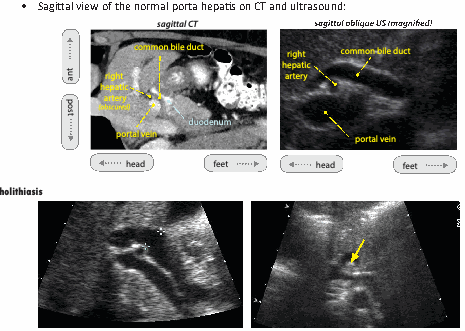 • Sagittal view of the normal porta hepatis on CT and ultrasound:
sagittal CT
sagittal oblique US (magnified)
ant
post
common bile duct
right
hepatic
artery
(obscured)
portal vein
duodenum
common bile duct
right
hepatic
artery
portal vein
head
feet
head
feet
holithiasis